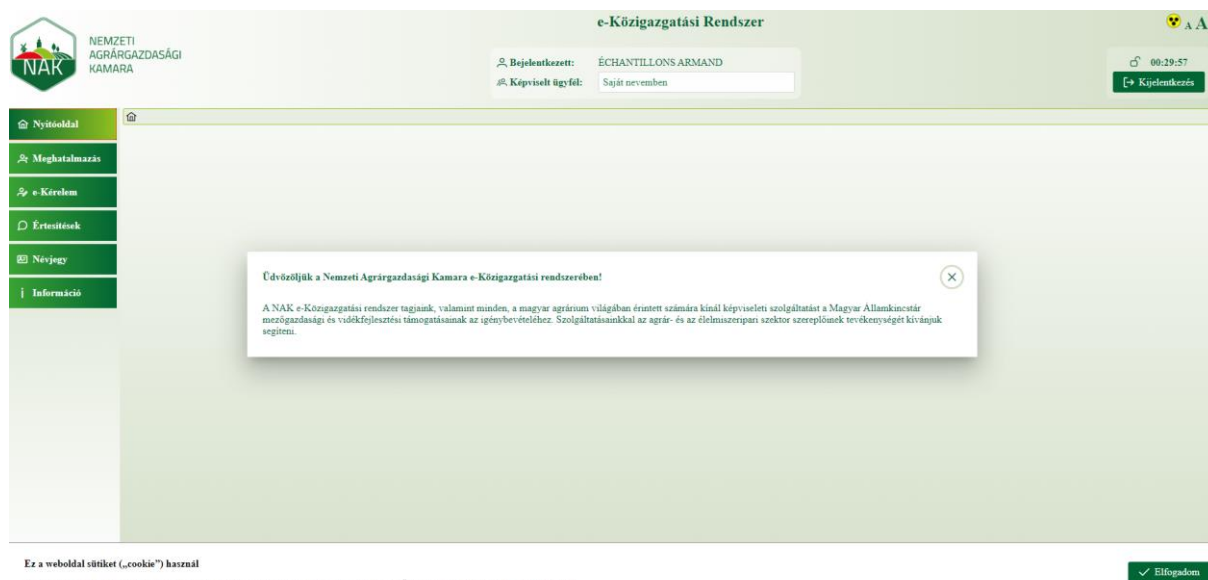 e-Közigazgatási Rendszer
A A
NAK
NEMZETI
AGRÁRGAZDASÁGI
KAMARA
Bejelentkezett: ÉCHANTILLONS ARMAND
Képviselt ügyfél: Saját nevemben
00:29:57
Kijelentkezés
Nyitóoldal
Meghatalmazás
e-Kérelem
Értesítések
Névjegy
Információ
Üdvözöljük a Nemzeti Agrárgazdasági Kamara e-Közigazgatási rendszerében!
A NAK e-Közigazgatási rendszer tagjaink, valamint minden, a magyar agrárium világában érintett számára kínál képviseleti szolgáltatást a Magyar Államkincstár
mezőgazdasági és vidékfejlesztési támogatásainak az igénybevételéhez. Szolgáltatásainkkal az agrár- és az élelmiszeripari szektor szereplőinek tevékenységét kívánjuk
segíteni.
Ez a weboldal sütiket („cookie”) használ
Elfogadom